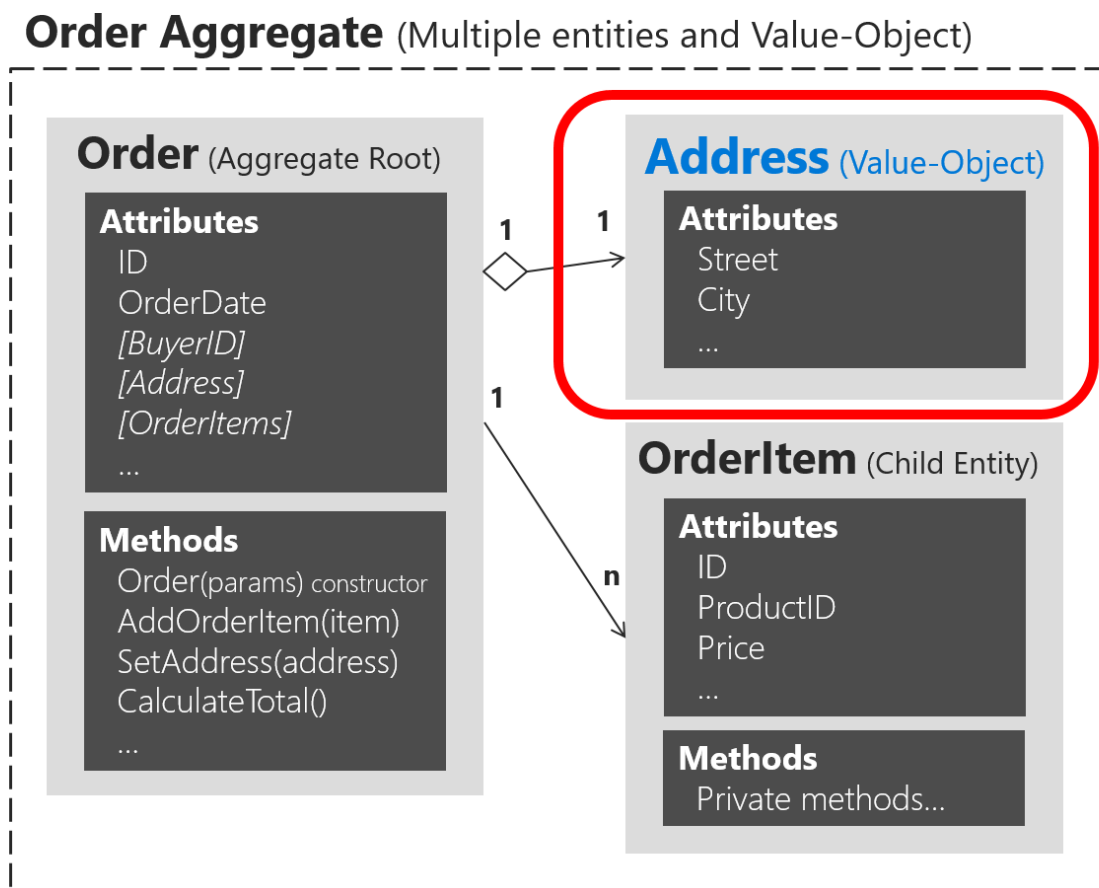 Order Aggregate (Multiple entities and Value-Object)
Order (Aggregate Root)
Attributes
ID
OrderDate
[BuyerID]
[Address]
[OrderItems]
...
Methods
Order(params) constructor
AddOrderItem(item)
SetAddress(address)
CalculateTotal()
...
1
1
Address (Value-Object)
Attributes
Street
City
...
1
n
OrderItem (Child Entity)
Attributes
ID
ProductID
Price
...
Methods
Private methods...